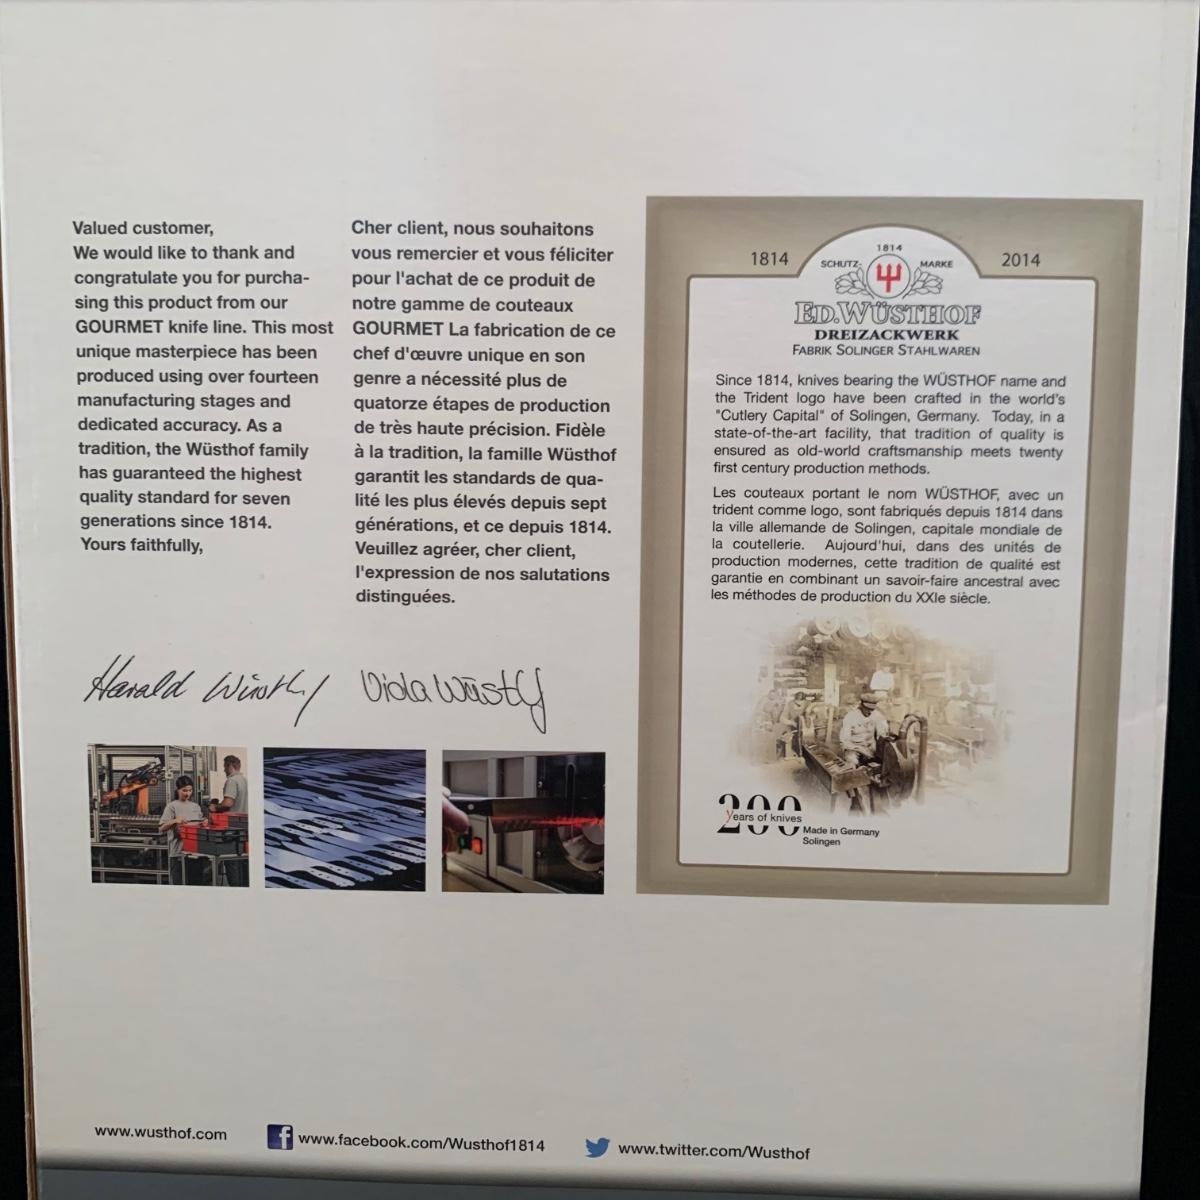 Valued customer,
We would like to thank and
congratulate you for purcha-
sing this product from our
GOURMET knife line. This most
unique masterpiece has been
produced using over fourteen
manufacturing stages and
dedicated accuracy. As a
tradition, the Wüsthof family
has guaranteed the highest
quality standard for seven
generations since 1814.
Yours faithfully,
Cher client, nous souhaitons
vous remercier et vous féliciter
pour l'achat de ce produit de
notre gamme de couteaux
GOURMET La fabrication de ce
chef d'œuvre unique en son
genre a nécessité plus de
quatorze étapes de production
de très haute précision. Fidèle
à la tradition, la famille Wüsthof
garantit les standards de qua-
lité les plus élevés depuis sept
générations, et ce depuis 1814.
Veuillez agréer, cher client,
l'expression de nos salutations
distinguées.
Harald Wüsthof
Viola Wüsthof
1814
1814
2014
SCHUTZ-
MARKE
ED.WÜSTHOF
DREIZACKWERK
FABRIK SOLINGER STAHLWAREN
Since 1814, knives bearing the WÜSTHOF name and
the Trident logo have been crafted in the world's
"Cutlery Capital" of Solingen, Germany. Today, in a
state-of-the-art facility, that tradition of quality is
ensured as old-world craftsmanship meets twenty
first century production methods.
Les couteaux portant le nom WÜSTHOF, avec un
trident comme logo, sont fabriqués depuis 1814 dans
la ville allemande de Solingen, capitale mondiale de
la coutellerie. Aujourd'hui, dans des unités de
production modernes, cette tradition de qualité est
garantie en combinant un savoir-faire ancestral avec
les méthodes de production du XXIe siècle.
200
years of knives
Made in Germany
Solingen
www.wusthof.com
f www.facebook.com/Wusthof1814
www.twitter.com/Wusthof